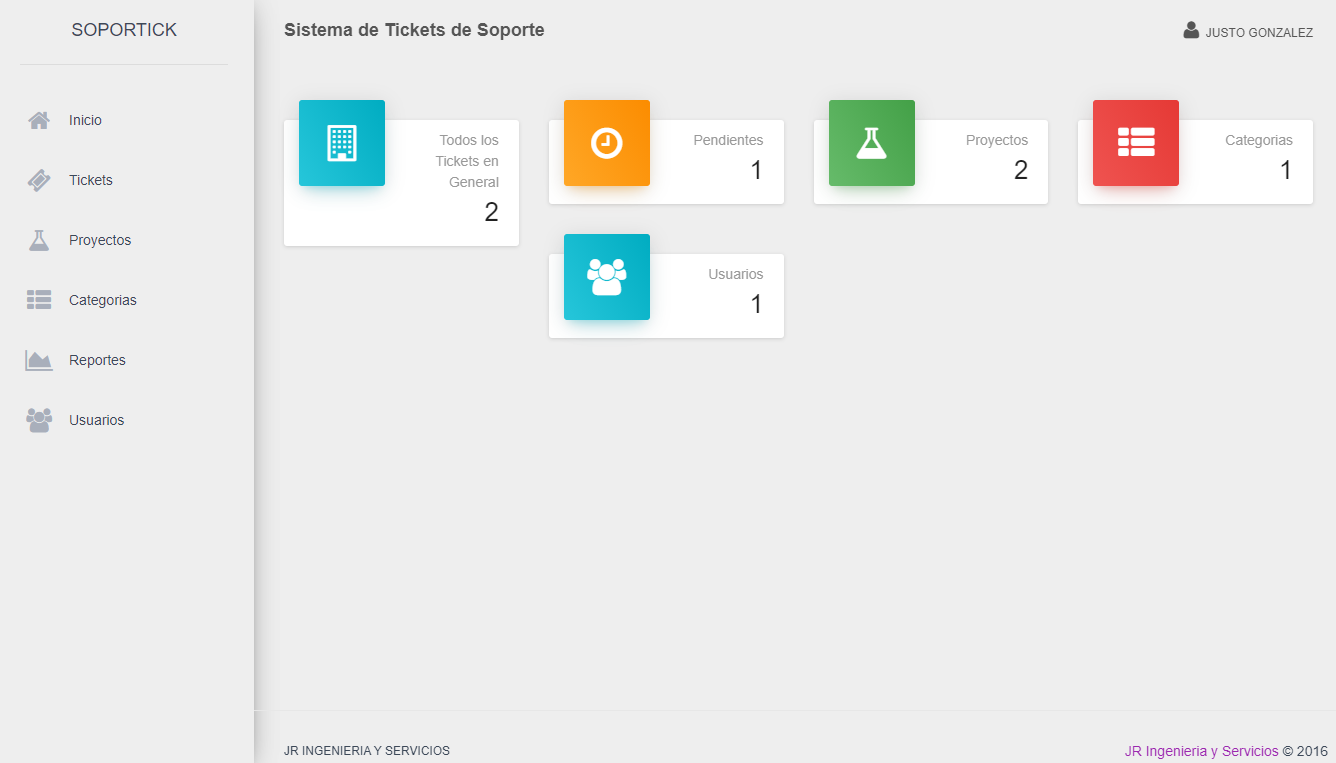 SOPORTICK
Inicio
Tickets
Proyectos
Categorias
Reportes
Usuarios
Sistema de Tickets de Soporte
JUSTO GONZALEZ
Todos los
Tickets en
General
2
Pendientes
1
Proyectos
2
Categorias
1
Usuarios
1
JR INGENIERIA Y SERVICIOS
JR Ingenieria y Servicios © 2016